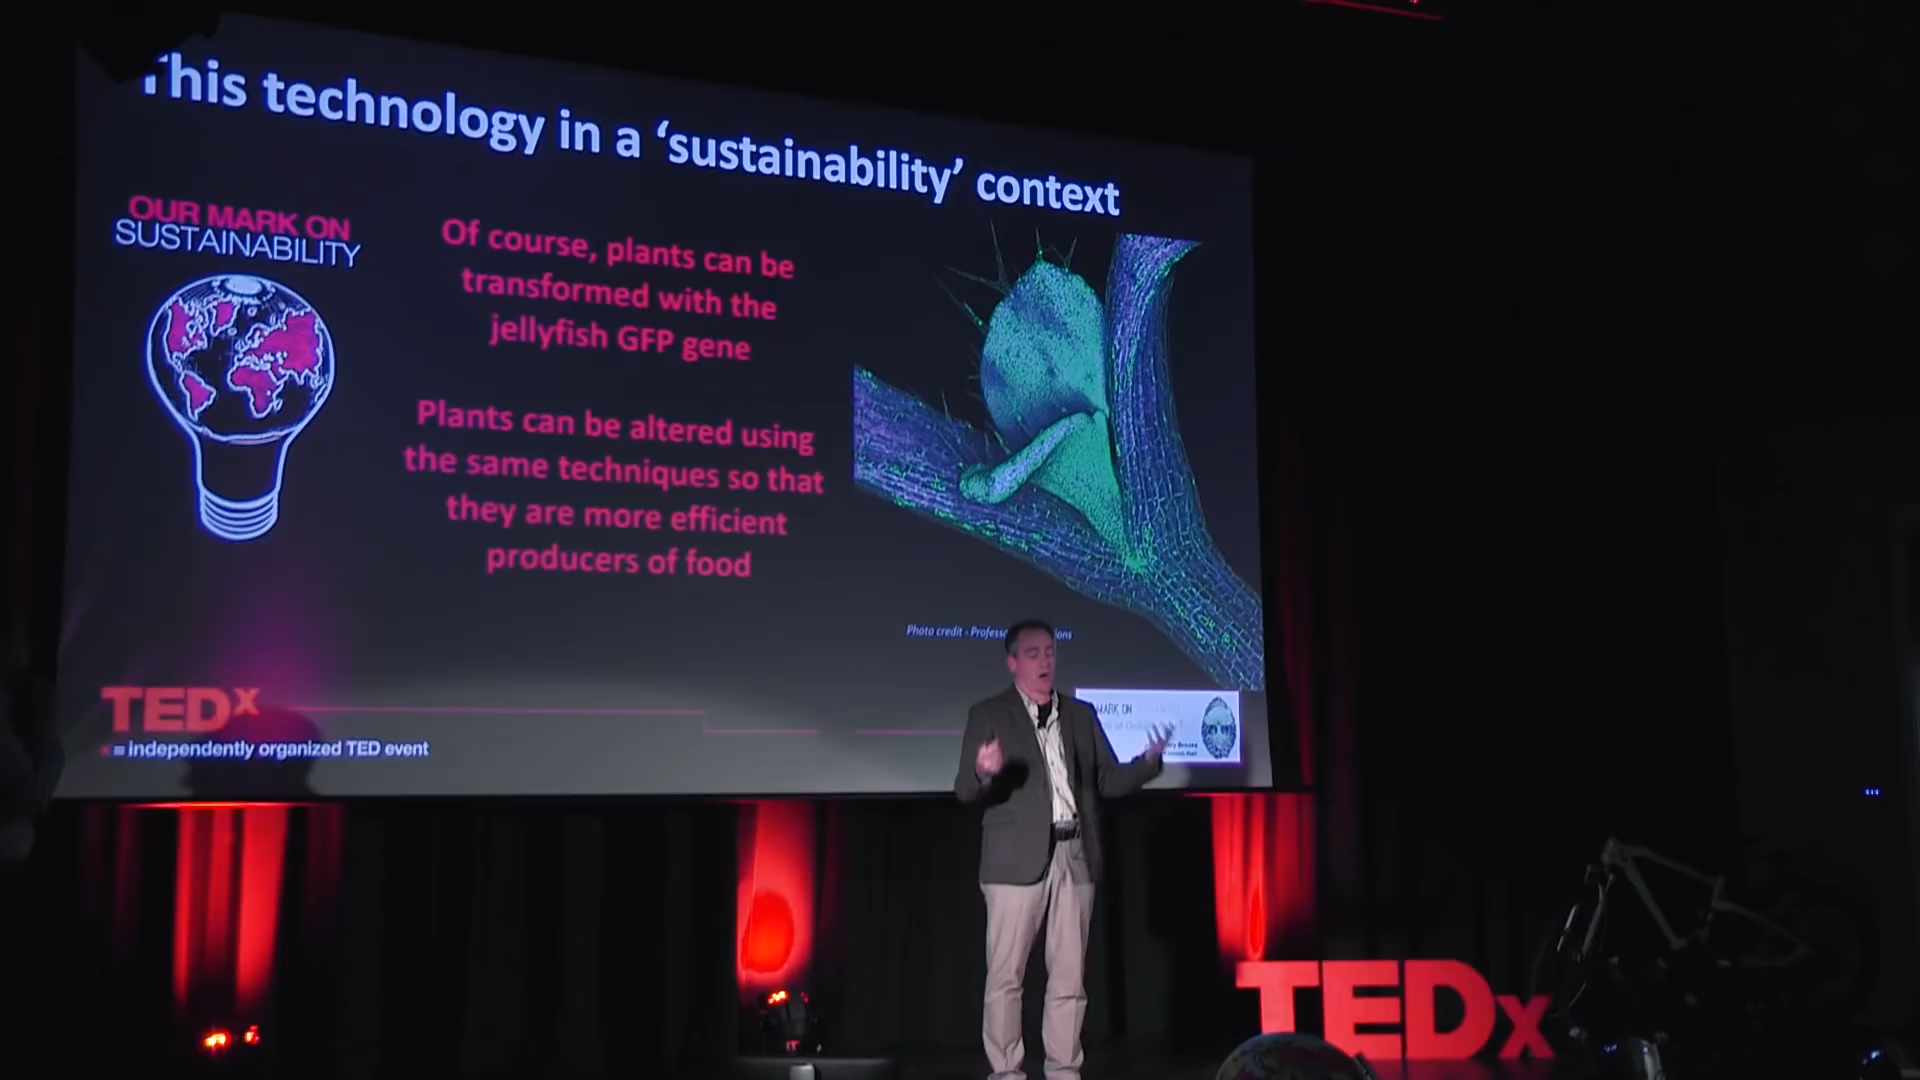 This technology in a ‘sustainability’ context
OUR MARK ON
SUSTAINABILITY
Of course, plants can be
transformed with the
jellyfish GFP gene
Plants can be altered using
the same techniques so that
they are more efficient
producers of food
Photo credit -
TEDx
x = independently organized TED event
MARK ON
TEDx